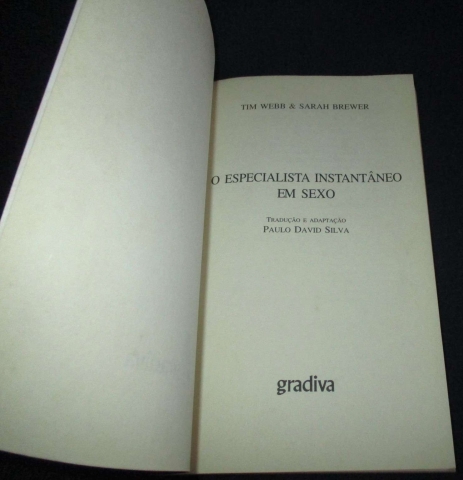 TIM WEBB & SARAH BREWER
O ESPECIALISTA INSTANTÂNEO
EM SEXO
TRADUÇÃO E ADAPTAÇÃO
PAULO DAVID SILVA
gradiva